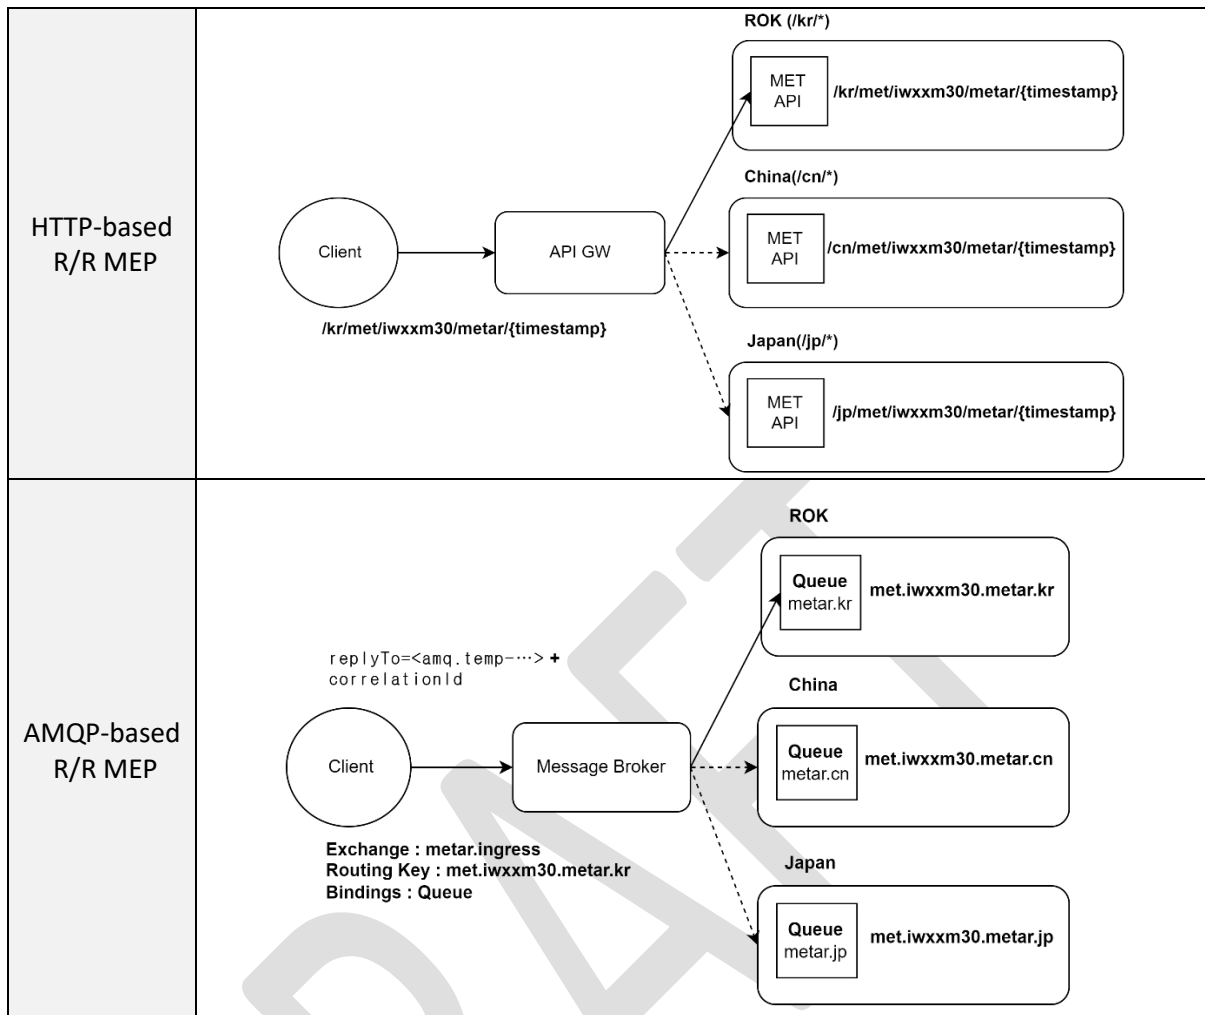 HTTP-based
R/R MEP
ROK (/kr/*)
MET
API
/kr/met/iwxxm30/metar/{timestamp}
China(/cn/*)
MET
API
/cn/met/iwxxm30/metar/{timestamp}
Client
API GW
/kr/met/iwxxm30/metar/{timestamp}
Japan(/jp/*)
MET
API
/jp/met/iwxxm30/metar/{timestamp}
AMQP-based
R/R MEP
ROK
Queue
metar.kr
met.iwxxm30.metar.kr
replyTo=<amq.temp-…> +
correlationId
China
Queue
metar.cn
met.iwxxm30.metar.cn
Client
Message Broker
Exchange : metar.ingress
Routing Key : met.iwxxm30.metar.kr
Bindings : Queue
Japan
Queue
metar.jp
met.iwxxm30.metar.jp
DRAFT